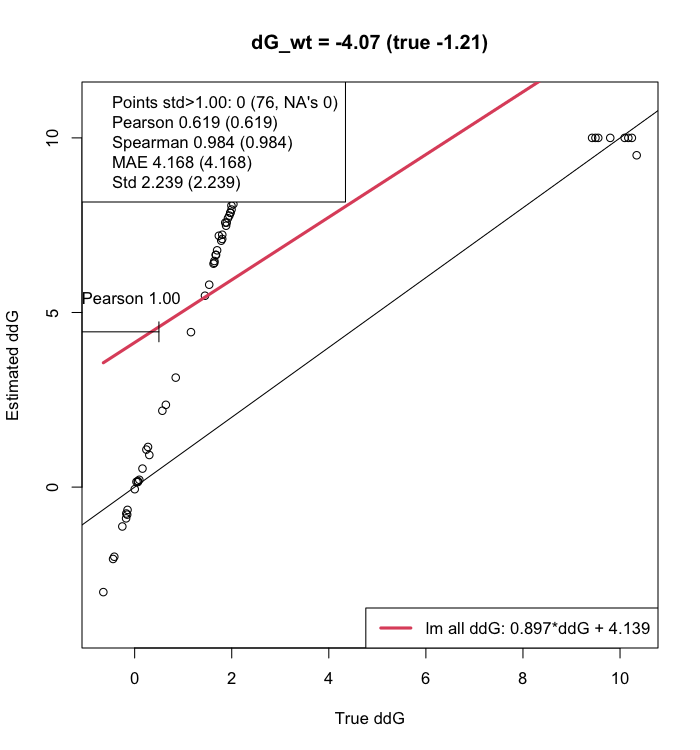 dG_wt = -4.07 (true -1.21)
Points std>1.00: 0 (76, NA's 0)
Pearson 0.619 (0.619)
Spearman 0.984 (0.984)
MAE 4.168 (4.168)
Std 2.239 (2.239)
Pearson 1.00
lm all ddG: 0.897*ddG + 4.139
Estimated ddG
10
5
0
0 2 4 6 8 10
True ddG